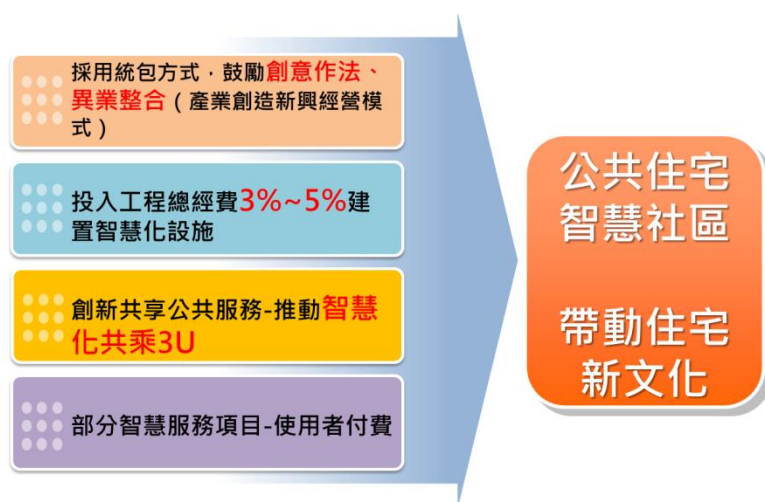 採用統包方式，鼓勵創意作法、
異業整合（產業創造新興經營模
式）
投入工程總經費3%~5%建
置智慧化設施
創新共享公共服務-推動智慧
化共乘3U
部分智慧服務項目-使用者付費
公共住宅
智慧社區
帶動住宅
新文化